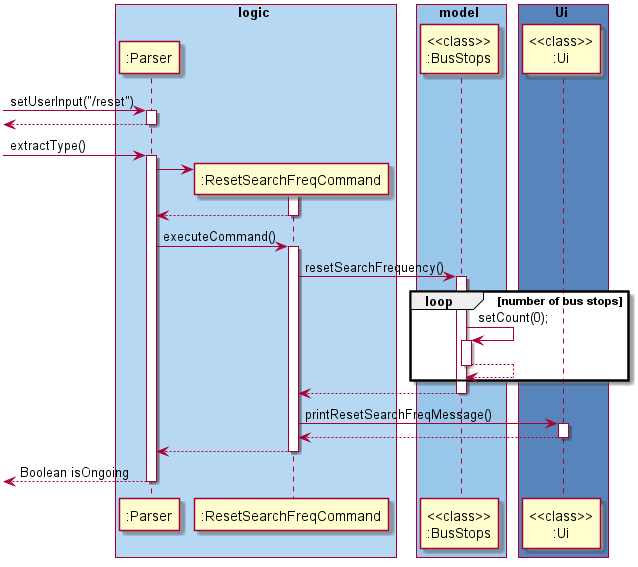 logic
model
Ui
:Parser
<<class>>
:BusStops
<<class>>
:Ui
setUserInput("/reset")
extractType()
:ResetSearchFreqCommand
executeCommand()
resetSearchFrequency()
loop
[number of bus stops]
setCount(0);
printResetSearchFreqMessage()
Boolean isOngoing
:Parser
:ResetSearchFreqCommand
<<class>>
:BusStops
<<class>>
:Ui